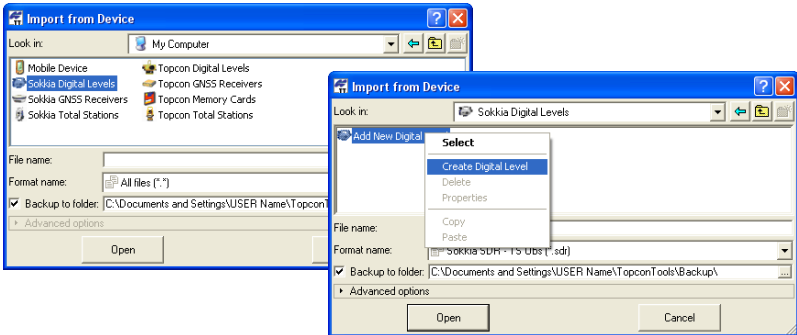 Import from Device
Look in:
My Computer
Mobile Device
Topcon Digital Levels
Sokkia Digital Levels
Topcon GNSS Receivers
Sokkia GNSS Receivers
Topcon Memory Cards
Sokkia Total Stations
Topcon Total Stations
File name:
Format name:
All files (*.*)
Backup to folder:
C:\Documents and Settings\USER Name\Topcon
Advanced options
Open
Import from Device
Look in:
Sokkia Digital Levels
Add New Digital
Select
Create Digital Level
Delete
Properties
Copy
Paste
File name:
Format name:
Sokkia SDR - TS Obs (*.sdr)
Backup to folder:
C:\Documents and Settings\USER Name\TopconTools\Backup\
...
Advanced options
Open
Cancel